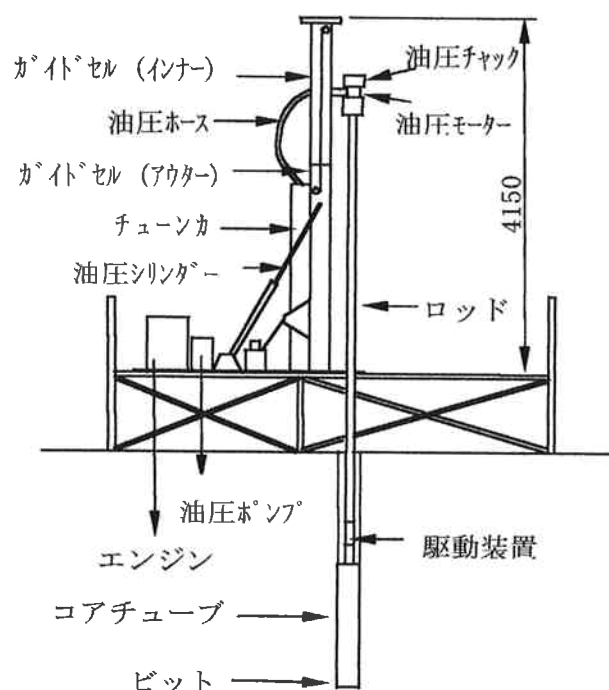 ガイドセル (インナー)
油圧チャック
油圧ホース
油圧モーター
ガイドセル (アウター)
チューンカ
油圧シリンダー
4150
ロッド
油圧ポンプ
エンジン
駆動装置
コアチューブ
ビット